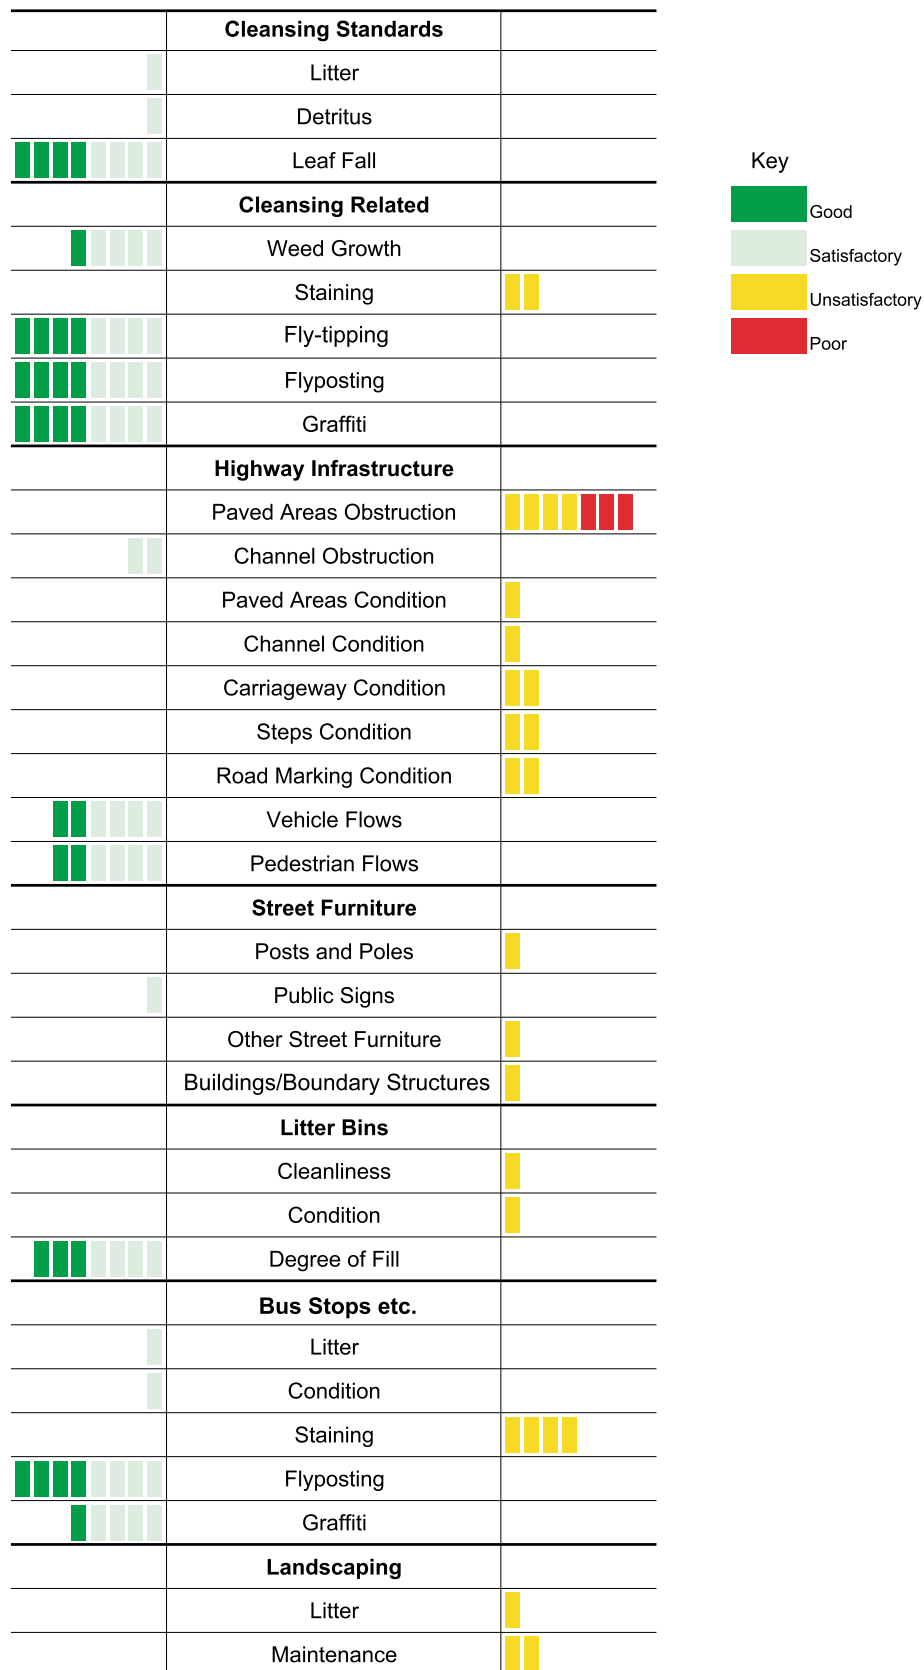 Cleansing Standards
Litter
Detritus
Leaf Fall
Cleansing Related
Weed Growth
Staining
Fly-tipping
Flyposting
Graffiti
Highway Infrastructure
Paved Areas Obstruction
Channel Obstruction
Paved Areas Condition
Channel Condition
Carriageway Condition
Steps Condition
Road Marking Condition
Vehicle Flows
Pedestrian Flows
Street Furniture
Posts and Poles
Public Signs
Other Street Furniture
Buildings/Boundary Structures
Litter Bins
Cleanliness
Condition
Degree of Fill
Bus Stops etc.
Litter
Condition
Staining
Flyposting
Graffiti
Landscaping
Litter
Maintenance
Key
Good
Satisfactory
Unsatisfactory
Poor